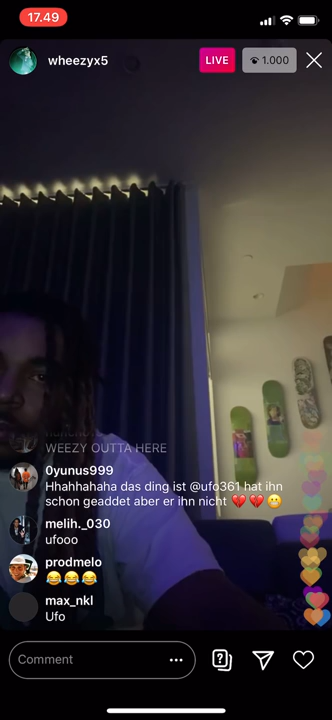 17.49
wheezyx5
LIVE
1.000
WEEZY OUTTA HERE
0yunus999
Hhahhahaha das ding ist @ufo361 hat ihn
schon geaddet aber er ihn nicht 💔💔😬
melih._030
ufooo
prodmelo
😂😂😂
max_nkl
Ufo
Comment